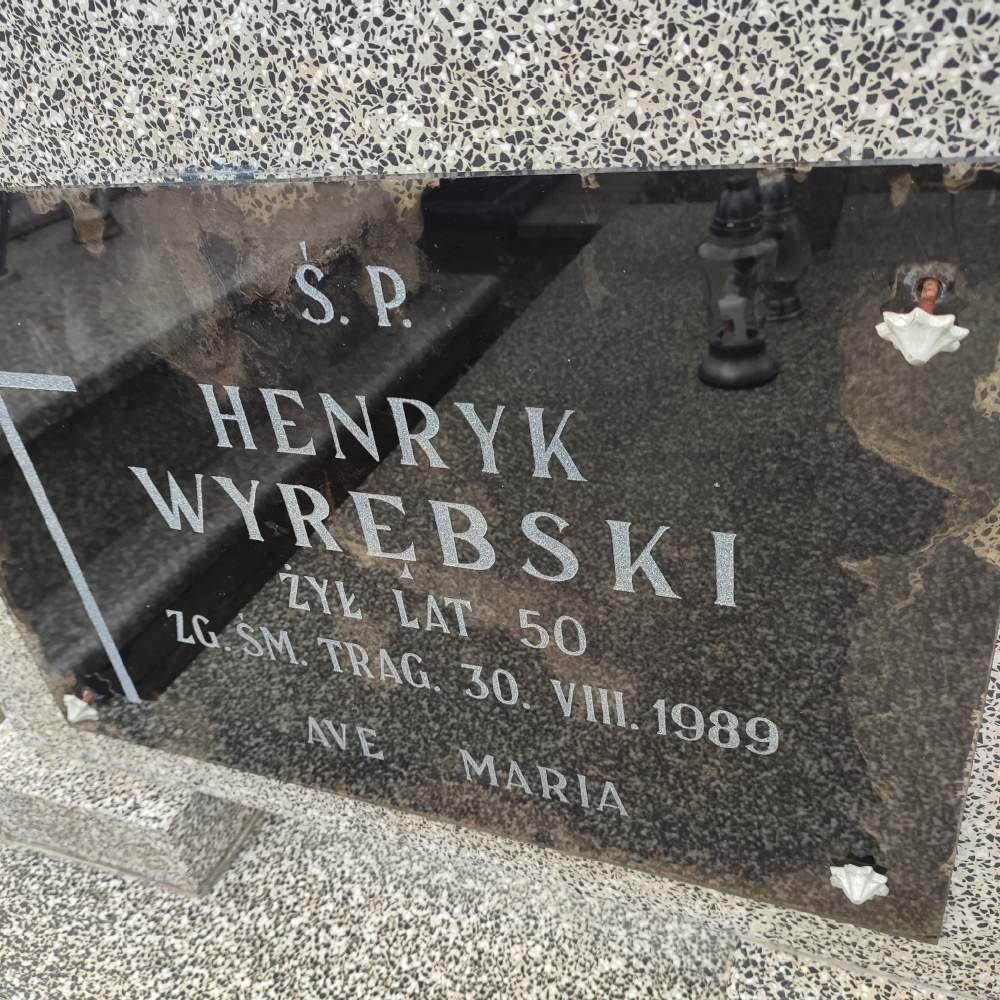 Ś. P.
HENRYK
WYRĘBSKI
ŻYŁ LAT 50
ZG. ŚM. TRAG. 30. VIII. 1989
AVE MARIA